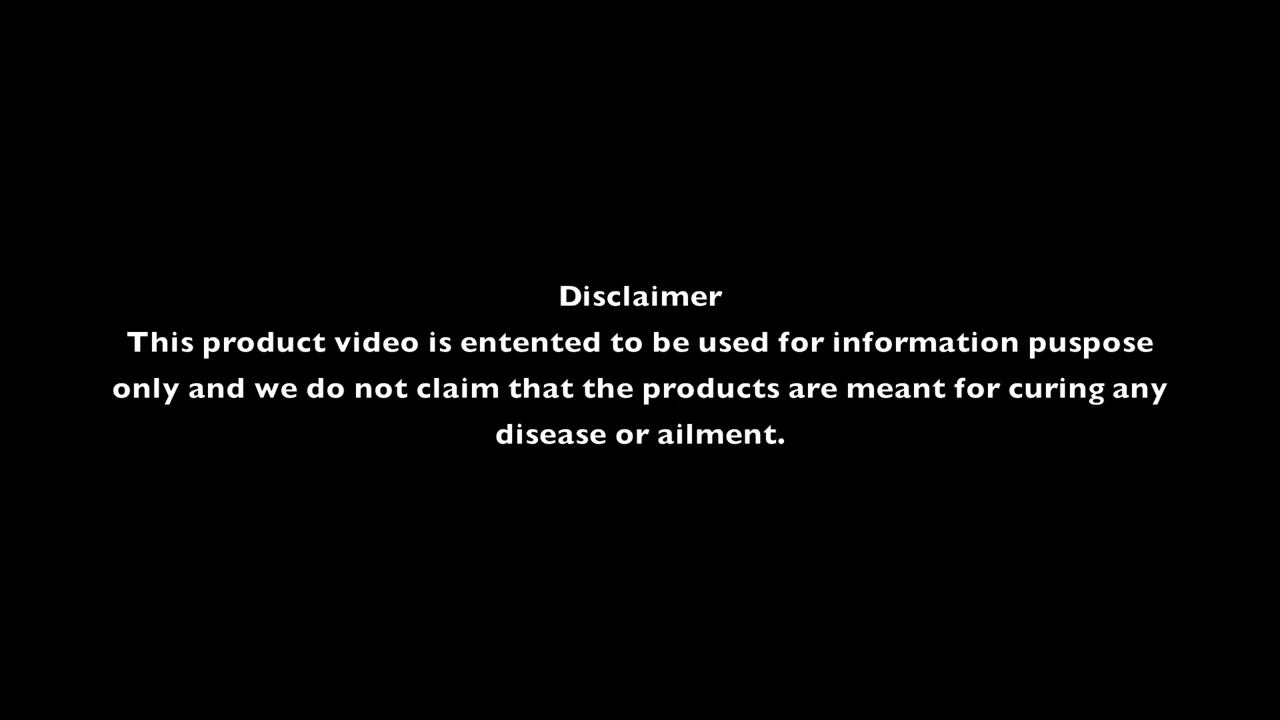 Disclaimer
This product video is entented to be used for information puspose
only and we do not claim that the products are meant for curing any
disease or ailment.